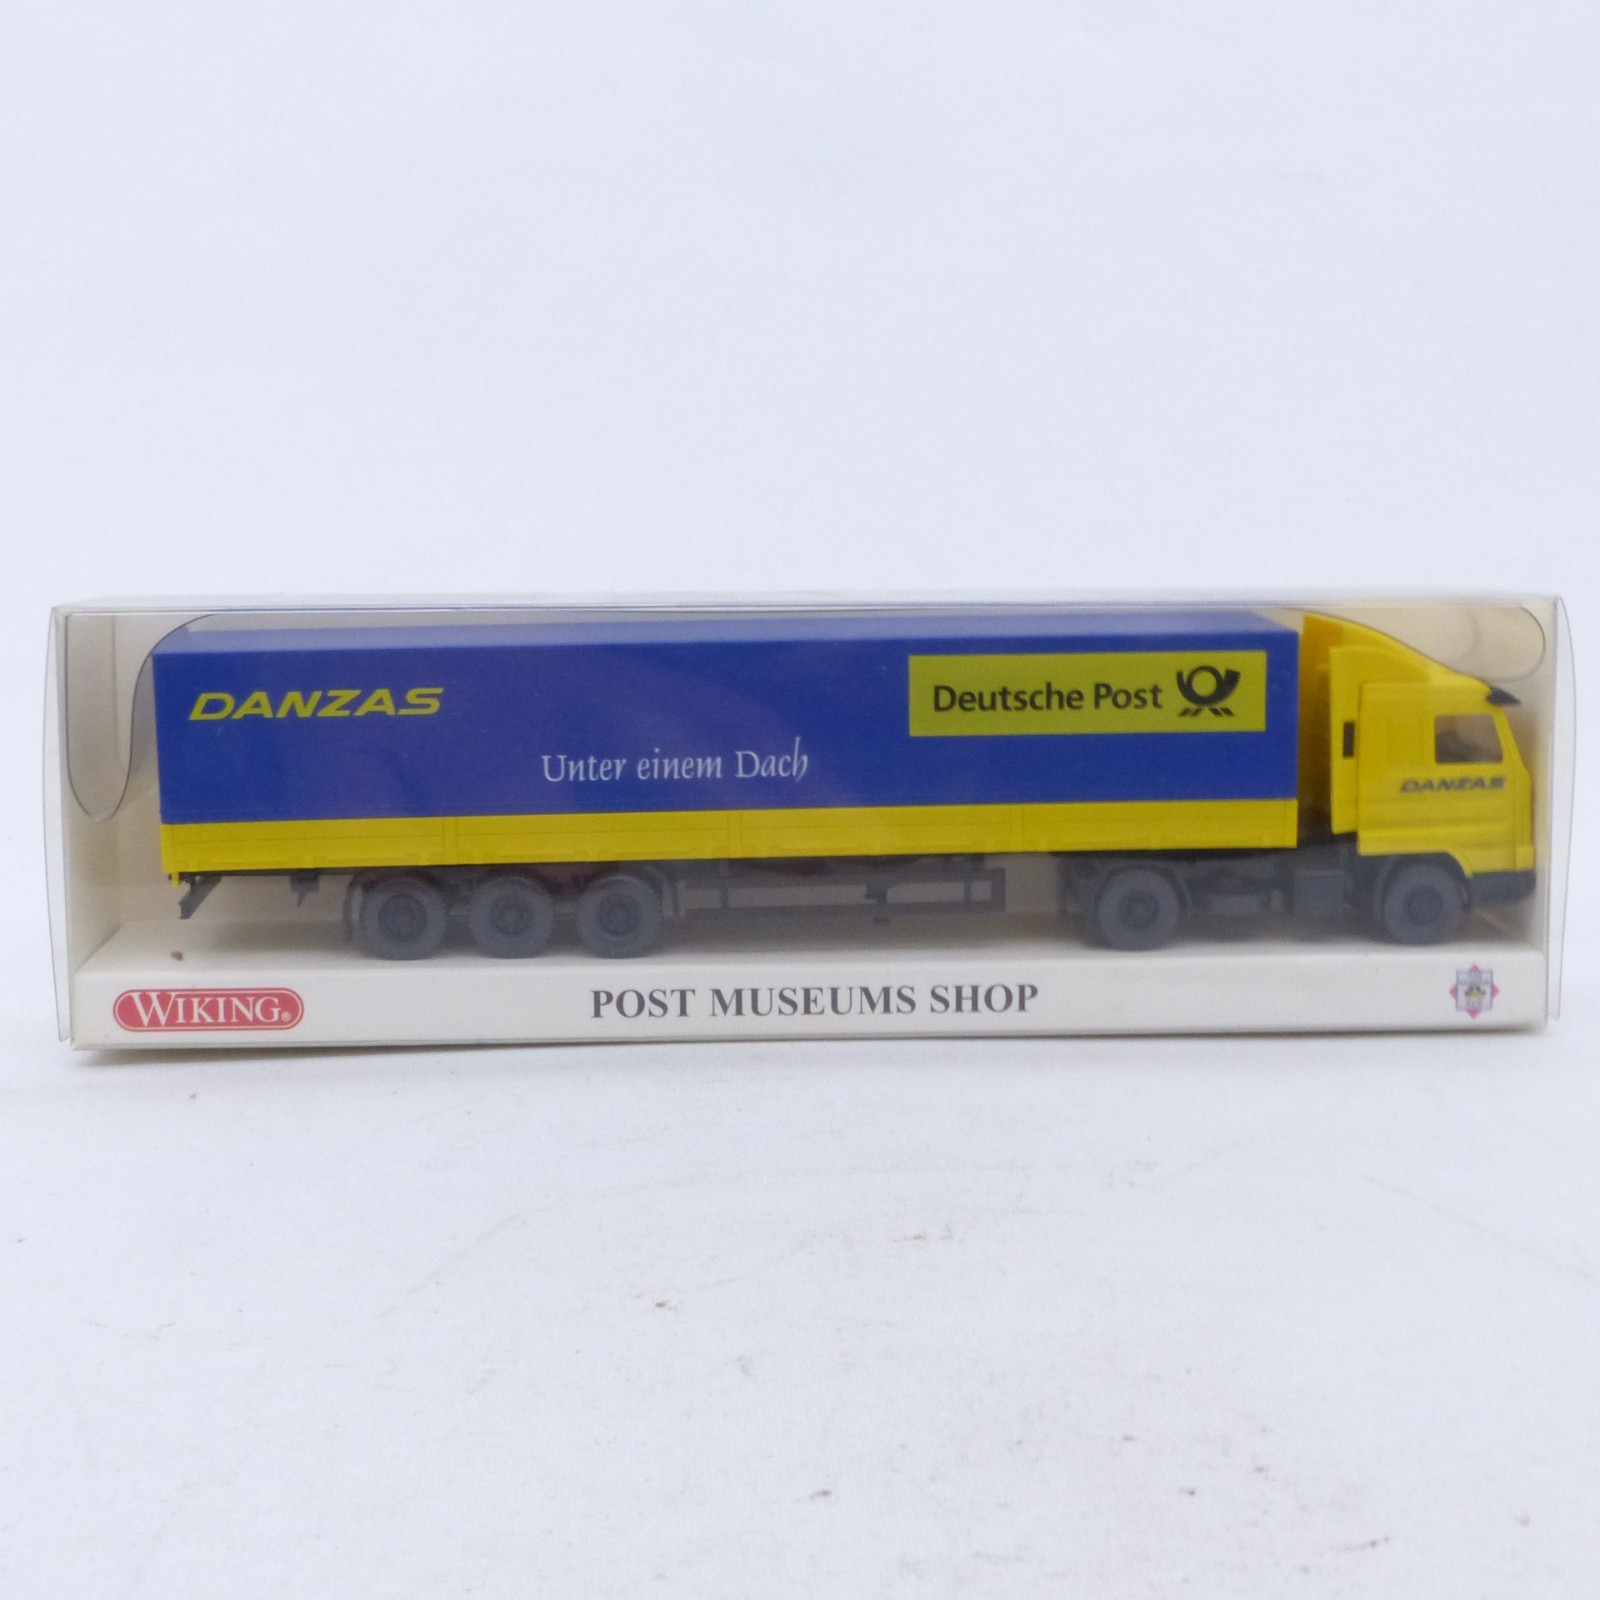 DANZAS
Deutsche Post
Unter einem Dach
DANZAS
WIKING®
POST MUSEUMS SHOP